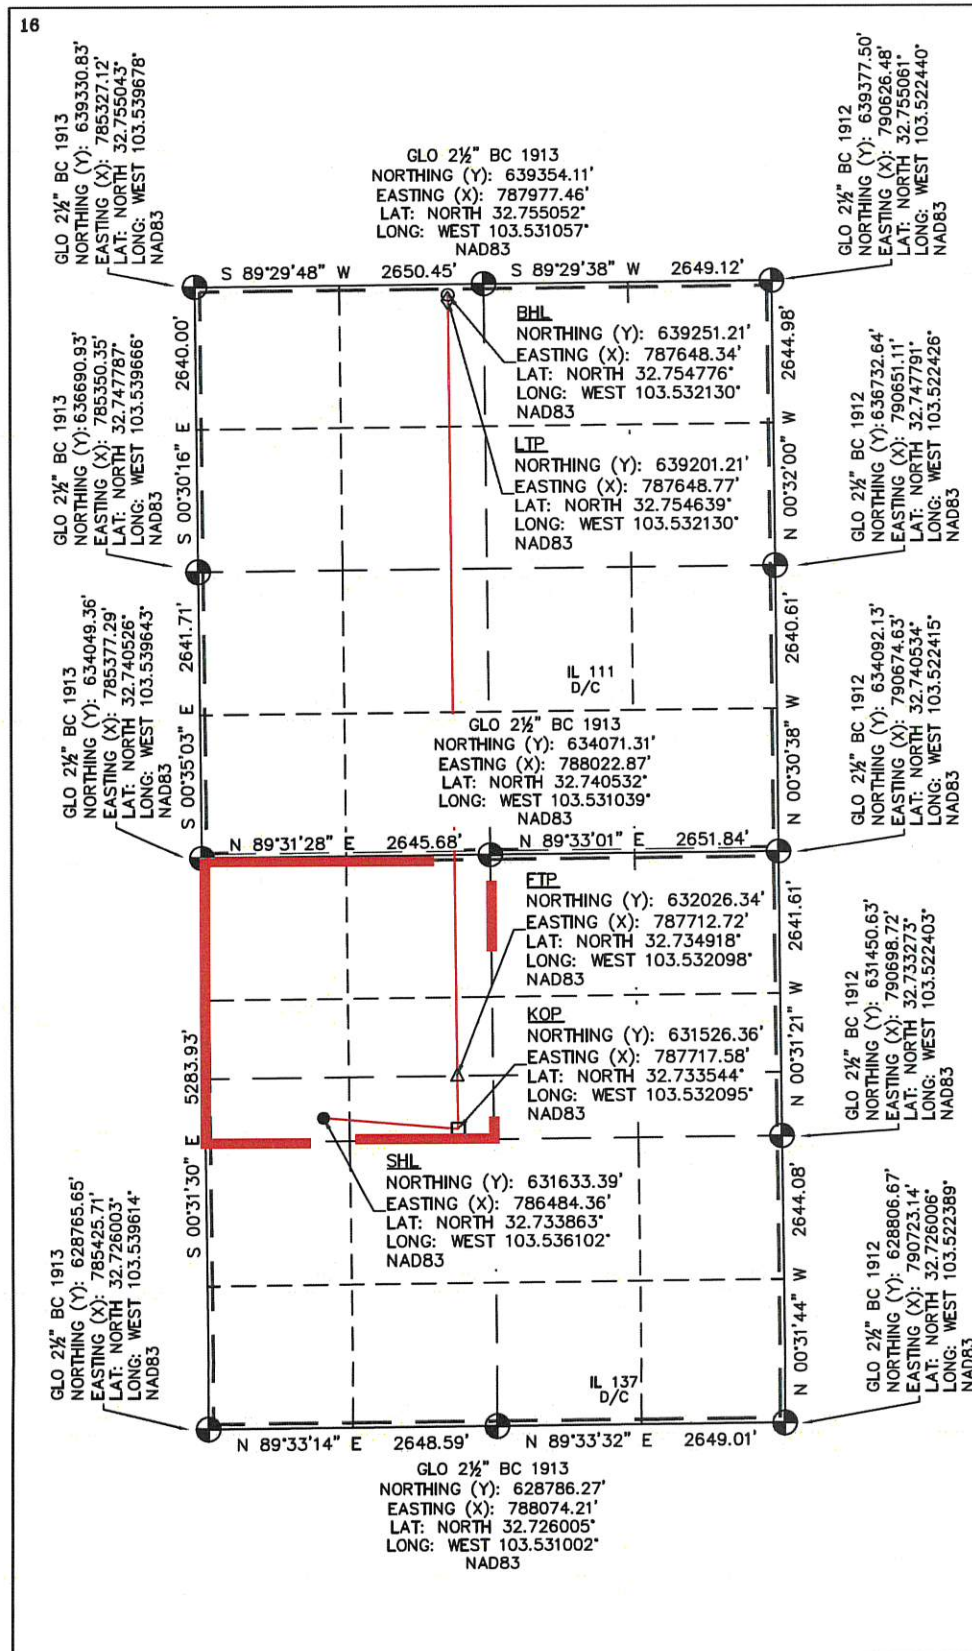 16
GLO 2½" BC 1913
NORTHING (Y): 639330.83'
EASTING (X): 785327.12'
LAT: NORTH 32.755043°
LONG: WEST 103.539678°
NAD83
GLO 2½" BC 1913
NORTHING (Y): 639354.11'
EASTING (X): 787977.46'
LAT: NORTH 32.755052°
LONG: WEST 103.531057°
NAD83
GLO 2½" BC 1912
NORTHING (Y): 639377.50'
EASTING (X): 790626.48'
LAT: NORTH 32.755061°
LONG: WEST 103.522440°
NAD83
S 89°29'48" W 2650.45'
S 89°29'38" W 2649.12'
BHL
NORTHING (Y): 639251.21'
EASTING (X): 787648.34'
LAT: NORTH 32.754776°
LONG: WEST 103.532130°
NAD83
LTP
NORTHING (Y): 639201.21'
EASTING (X): 787648.77'
LAT: NORTH 32.754639°
LONG: WEST 103.532130°
NAD83
S 00°30'16" E 2640.00'
N 00°32'00" W 2644.98'
GLO 2½" BC 1913
NORTHING (Y): 636690.93'
EASTING (X): 785350.35'
LAT: NORTH 32.747787°
LONG: WEST 103.539666°
NAD83
GLO 2½" BC 1912
NORTHING (Y): 636732.64'
EASTING (X): 790651.11'
LAT: NORTH 32.747791°
LONG: WEST 103.522426°
NAD83
S 00°35'03" E 2641.71'
N 00°30'38" W 2640.61'
IL 111
D/C
GLO 2½" BC 1913
NORTHING (Y): 634049.36'
EASTING (X): 785377.29'
LAT: NORTH 32.740526°
LONG: WEST 103.539643°
NAD83
GLO 2½" BC 1913
NORTHING (Y): 634071.31'
EASTING (X): 788022.87'
LAT: NORTH 32.740532°
LONG: WEST 103.531039°
NAD83
GLO 2½" BC 1912
NORTHING (Y): 634092.13'
EASTING (X): 790674.63'
LAT: NORTH 32.740534°
LONG: WEST 103.522415°
NAD83
N 89°31'28" E 2645.68'
N 89°33'01" E 2651.84'
FTP
NORTHING (Y): 632026.34'
EASTING (X): 787712.72'
LAT: NORTH 32.734918°
LONG: WEST 103.532098°
NAD83
KOP
NORTHING (Y): 631526.36'
EASTING (X): 787717.58'
LAT: NORTH 32.733544°
LONG: WEST 103.532095°
NAD83
S 00°31'30" E 5283.93'
N 00°31'21" W 2641.61'
GLO 2½" BC 1912
NORTHING (Y): 631450.63'
EASTING (X): 790698.72'
LAT: NORTH 32.733273°
LONG: WEST 103.522403°
NAD83
SHL
NORTHING (Y): 631633.39'
EASTING (X): 786484.36'
LAT: NORTH 32.733863°
LONG: WEST 103.536102°
NAD83
N 00°31'44" W 2644.08'
IL 137
D/C
GLO 2½" BC 1913
NORTHING (Y): 628765.65'
EASTING (X): 785425.71'
LAT: NORTH 32.726003°
LONG: WEST 103.539614°
NAD83
GLO 2½" BC 1912
NORTHING (Y): 628806.67'
EASTING (X): 790723.14'
LAT: NORTH 32.726006°
LONG: WEST 103.522389°
NAD83
N 89°33'14" E 2648.59'
N 89°33'32" E 2649.01'
GLO 2½" BC 1913
NORTHING (Y): 628786.27'
EASTING (X): 788074.21'
LAT: NORTH 32.726005°
LONG: WEST 103.531002°
NAD83